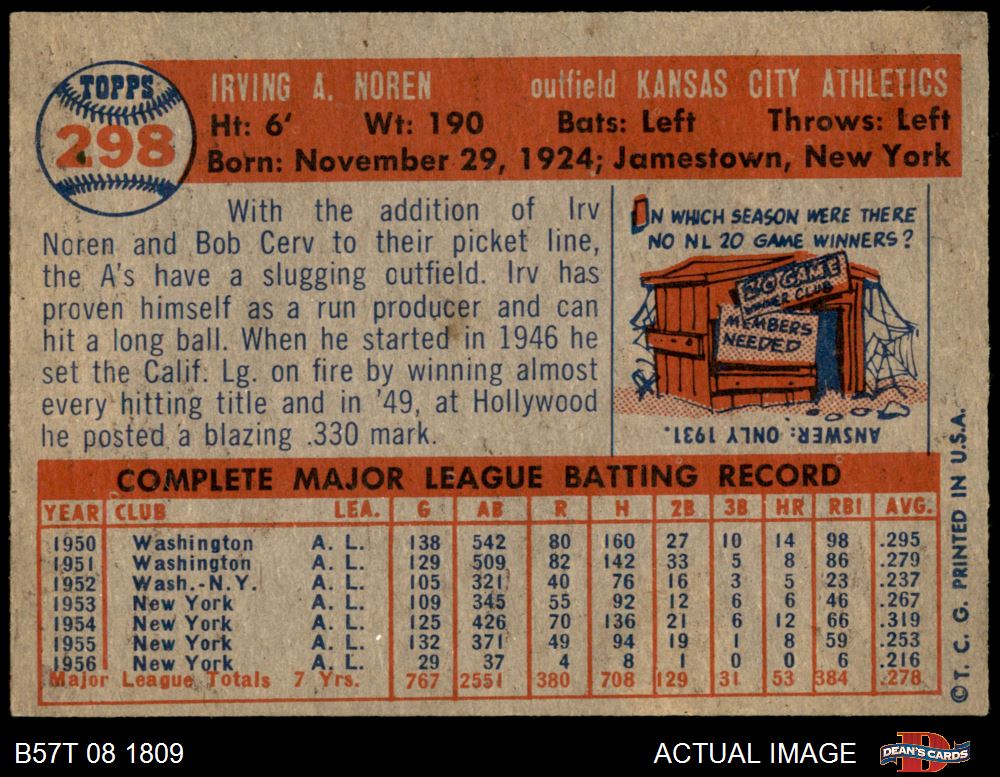 TOPPS
298
IRVING A. NOREN outfield KANSAS CITY ATHLETICS
Ht: 6' Wt: 190 Bats: Left Throws: Left
Born: November 29, 1924; Jamestown, New York
With the addition of Irv
Noren and Bob Cerv to their picket line,
the A's have a slugging outfield. Irv has
proven himself as a run producer and can
hit a long ball. When he started in 1946 he
set the Calif. Lg. on fire by winning almost
every hitting title and in '49, at Hollywood
he posted a blazing .330 mark.
IN WHICH SEASON WERE THERE
NO NL 20 GAME WINNERS?
20 GAME
WINNER CLUB
MEMBERS
NEEDED
ANSWER: ONLY 1931.
COMPLETE MAJOR LEAGUE BATTING RECORD
YEAR CLUB LEA. G AB R H 2B 3B HR RBI AVG.
1950 Washington A. L. 138 542 80 160 27 10 14 98 .295
1951 Washington A. L. 129 509 82 142 33 5 8 86 .279
1952 Wash.-N.Y. A. L. 105 321 40 76 16 3 5 23 .237
1953 New York A. L. 109 345 55 92 12 6 6 46 .267
1954 New York A. L. 125 426 70 136 21 6 12 66 .319
1955 New York A. L. 132 371 49 94 19 1 8 59 .253
1956 New York A. L. 29 37 4 8 1 0 0 6 .216
Major League Totals 7 Yrs. 767 2551 380 708 129 31 53 384 .278
© T. C. G. PRINTED IN U.S.A.
B57T 08 1809 ACTUAL IMAGE
DEAN'S CARDS